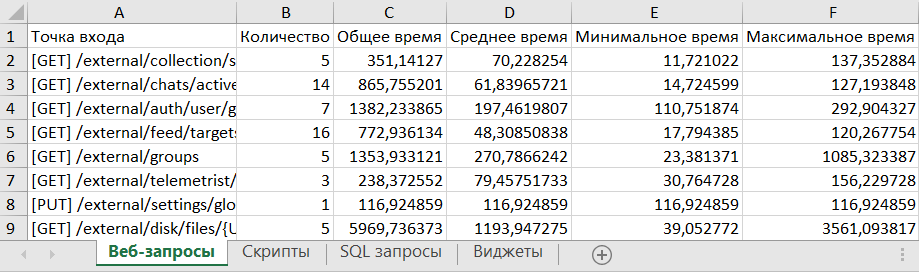 A B C D E F
1 Точка входа Количество Общее время Среднее время Минимальное время Максимальное время
2 [GET] /external/collection/s 5 351,14127 70,228254 11,721022 137,352884
3 [GET] /external/chats/active 14 865,755201 61,83965721 14,724599 127,193848
4 [GET] /external/auth/user/g 7 1382,233865 197,4619807 110,751874 292,904327
5 [GET] /external/feed/targets 16 772,936134 48,30850838 17,794385 120,267754
6 [GET] /external/groups 5 1353,933121 270,7866242 23,381371 1085,323387
7 [GET] /external/telemetrist/ 3 238,372552 79,45751733 30,764728 156,229728
8 [PUT] /external/settings/glo 1 116,924859 116,924859 116,924859 116,924859
9 [GET] /external/disk/files/{U 5 5969,736373 1193,947275 39,052772 3561,093817
Веб-запросы Скрипты SQL запросы Виджеты